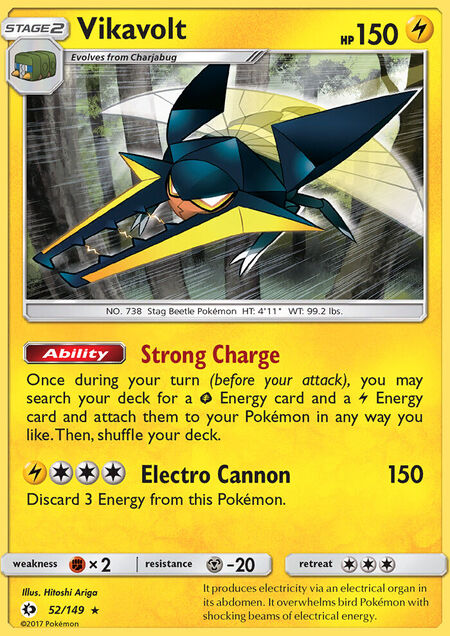 STAGE 2 Vikavolt HP 150
Evolves from Charjabug
NO. 738 Stag Beetle Pokémon HT: 4'11" WT: 99.2 lbs.
Ability Strong Charge
Once during your turn (before your attack), you may
search your deck for a Energy card and a Energy
card and attach them to your Pokémon in any way you
like. Then, shuffle your deck.
Electro Cannon 150
Discard 3 Energy from this Pokémon.
weakness ×2 resistance -20 retreat
Illus. Hitoshi Ariga
52/149 ★
©2017 Pokémon
It produces electricity via an electrical organ in
its abdomen. It overwhelms bird Pokémon with
shocking beams of electrical energy.